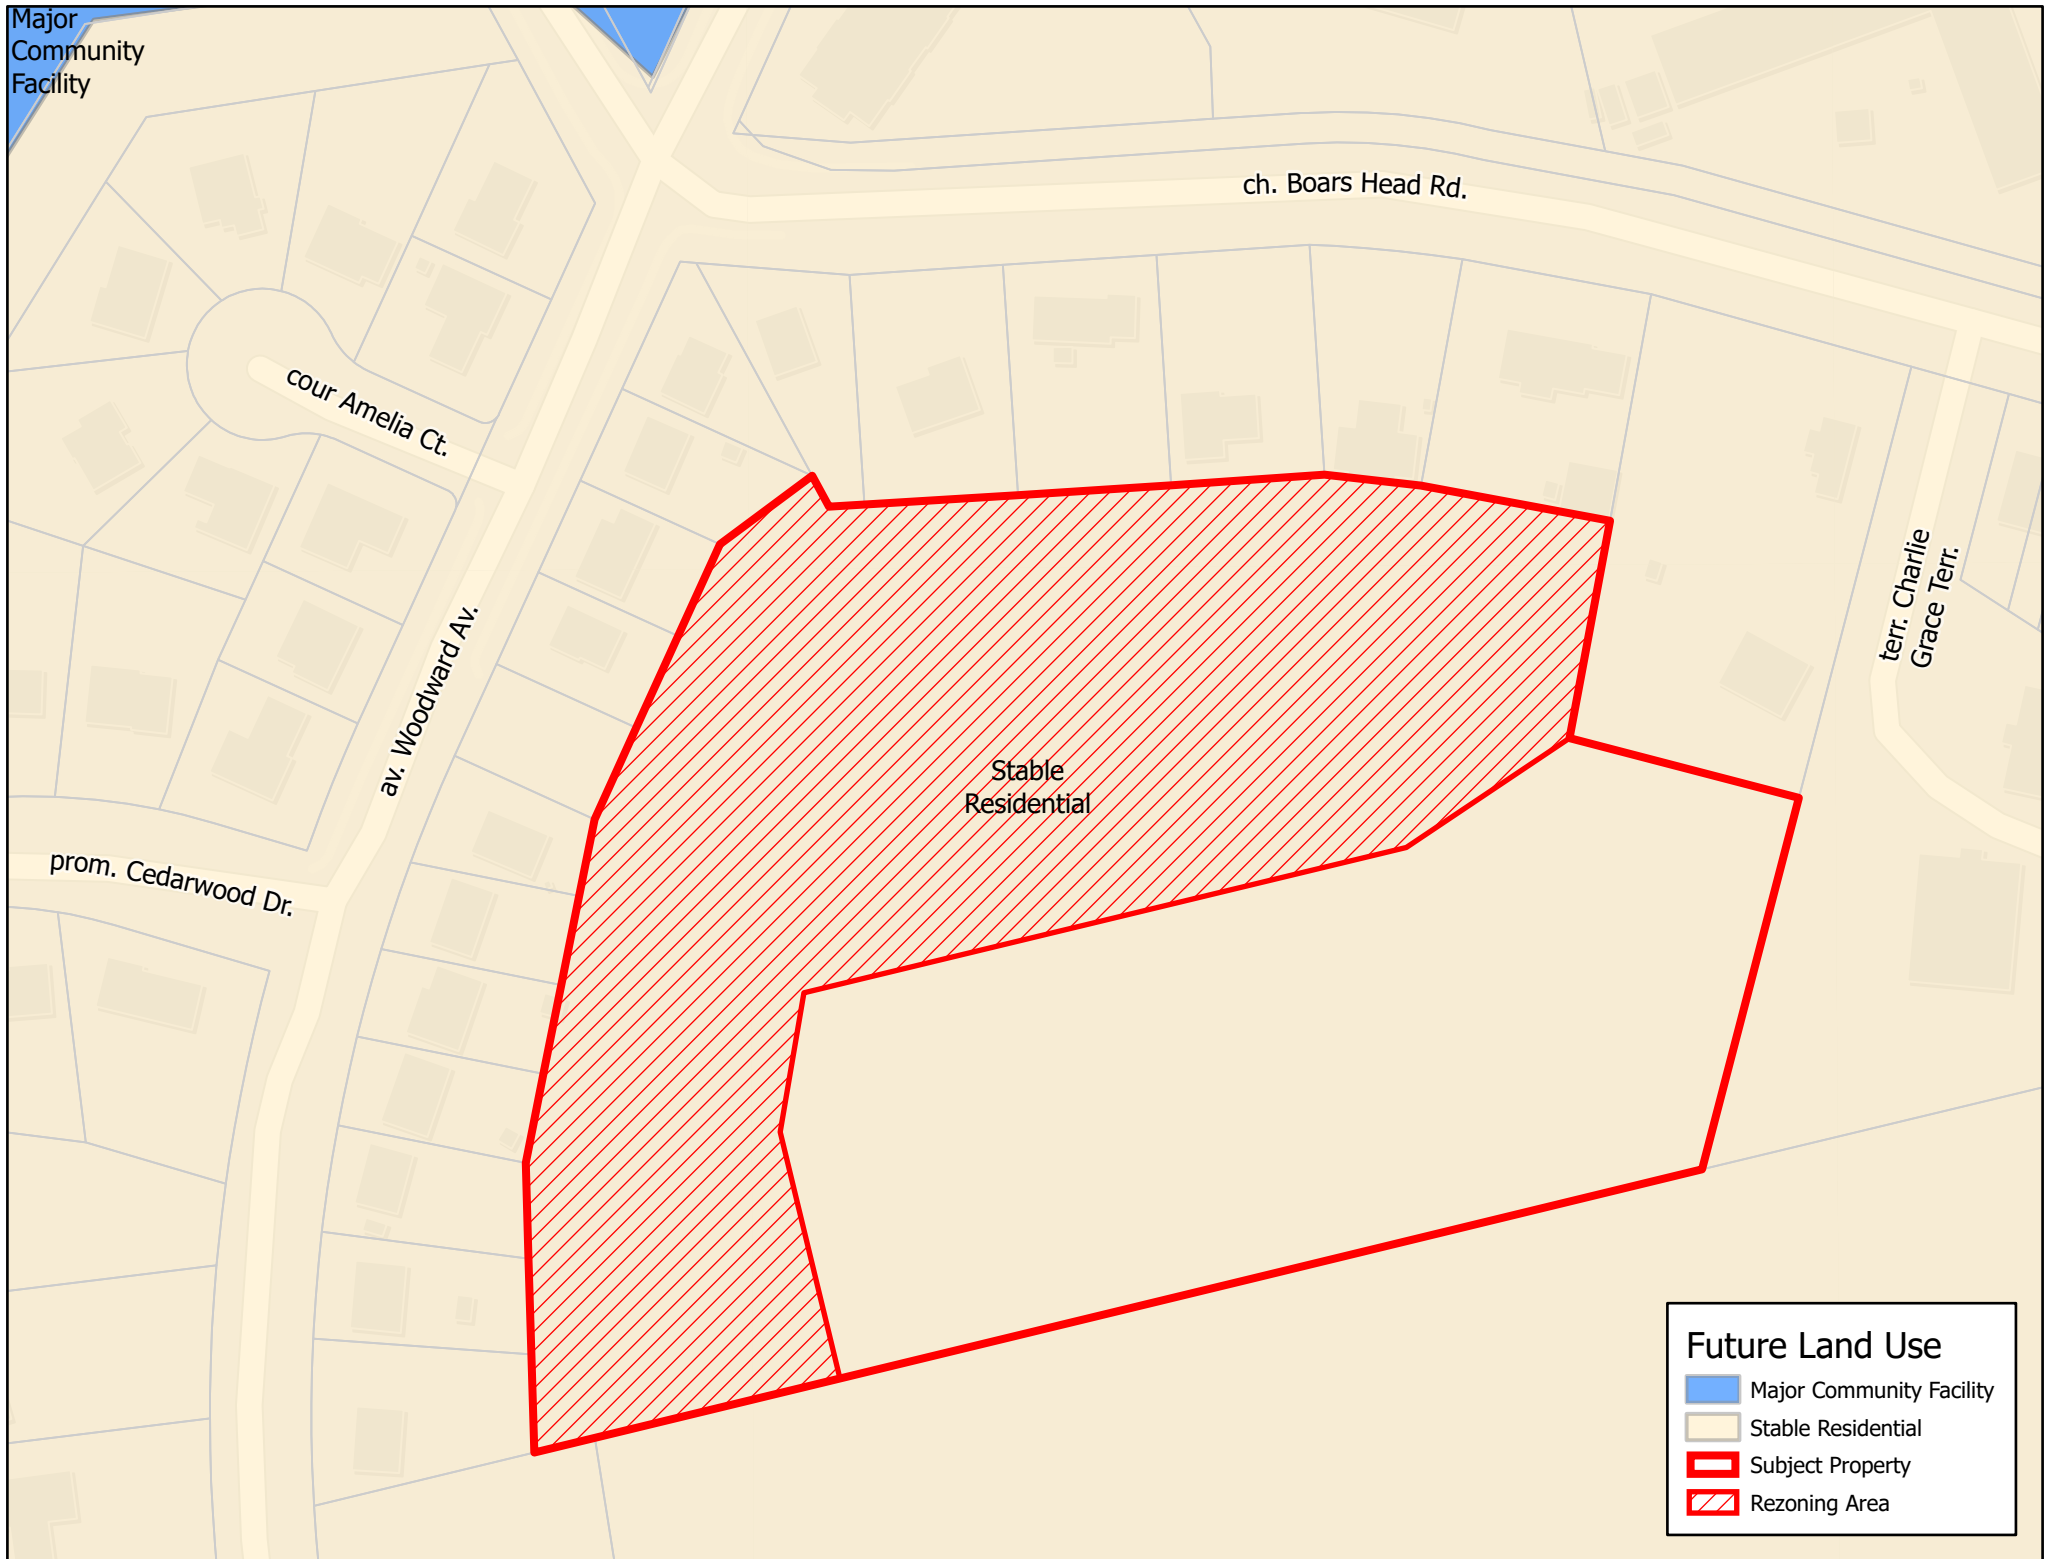 Major
Community
Facility
ch. Boars Head Rd.
cour Amelia Ct.
terr. Charlie
Grace Terr.
av. Woodward Av.
Stable
Residential
prom. Cedarwood Dr.
Future Land Use
Major Community Facility
Stable Residential
Subject Property
Rezoning Area